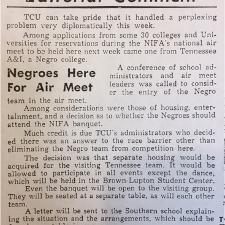 TCU can take pride that it handled a perplexing
problem very diplomatically this week.
Among applications from some 30 colleges and Uni-
versities for reservations during the NIFA's national air
meet to be held here next week came one from Tennessee
A&I, a Negro college.
Negroes Here
For Air Meet
A conference of school ad-
ministrators and air meet
leaders was called to consid-
er the entry of the Negro
team in the air meet.
Among considerations were those of housing, enter-
tainment, and a decision as to whether the Negroes should
attend the NIFA banquet.
Much credit is due TCU's administrators who decid-
ed there was an answer to the race barrier other than
eliminating the Negro team from competition here.
The decision was that separate housing would be
acquired for the visiting Tennessee team. It would be
allowed to participate in all events except the dance,
which will be held in the Brown-Lupton Student Center.
Even the banquet will be open to the visiting group.
They will be seated at a separate table, as will each other
team.
A letter will be sent to the Southern school explain-
ing the situation and the arrangements, which should be